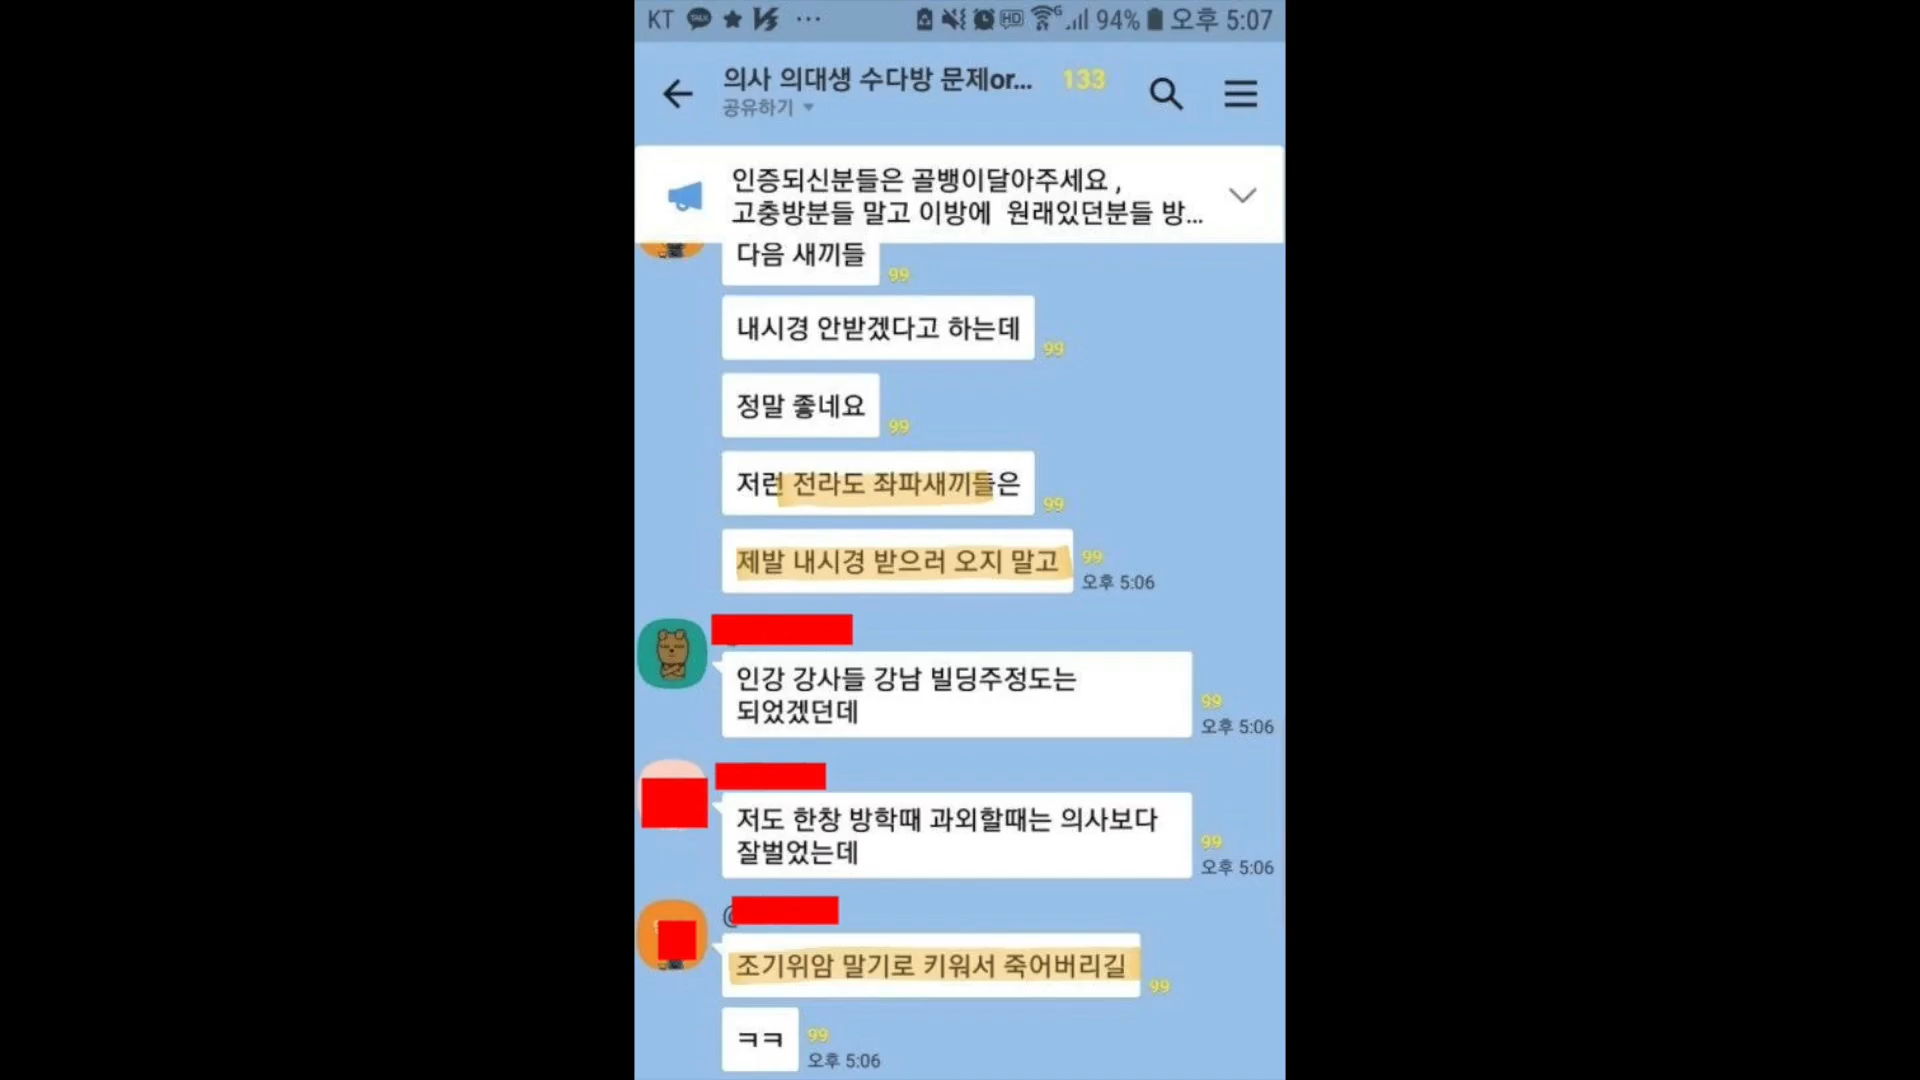 KT TALK ... HD G 94% 오후 5:07
의사 의대생 수다방 문제or... 133
공유하기
인증되신분들은 골뱅이달아주세요 ,
고충방분들 말고 이방에 원래있던분들 방...
다음 새끼들
99
내시경 안받겠다고 하는데
99
정말 좋네요
99
저런 전라도 좌파새끼들은
99
제발 내시경 받으러 오지 말고
99
오후 5:06
인강 강사들 강남 빌딩주정도는
되었겠던데
99
오후 5:06
저도 한창 방학때 과외할때는 의사보다
잘벌었는데
99
오후 5:06
@
조기위암 말기로 키워서 죽어버리길
99
ㅋㅋ
99
오후 5:06